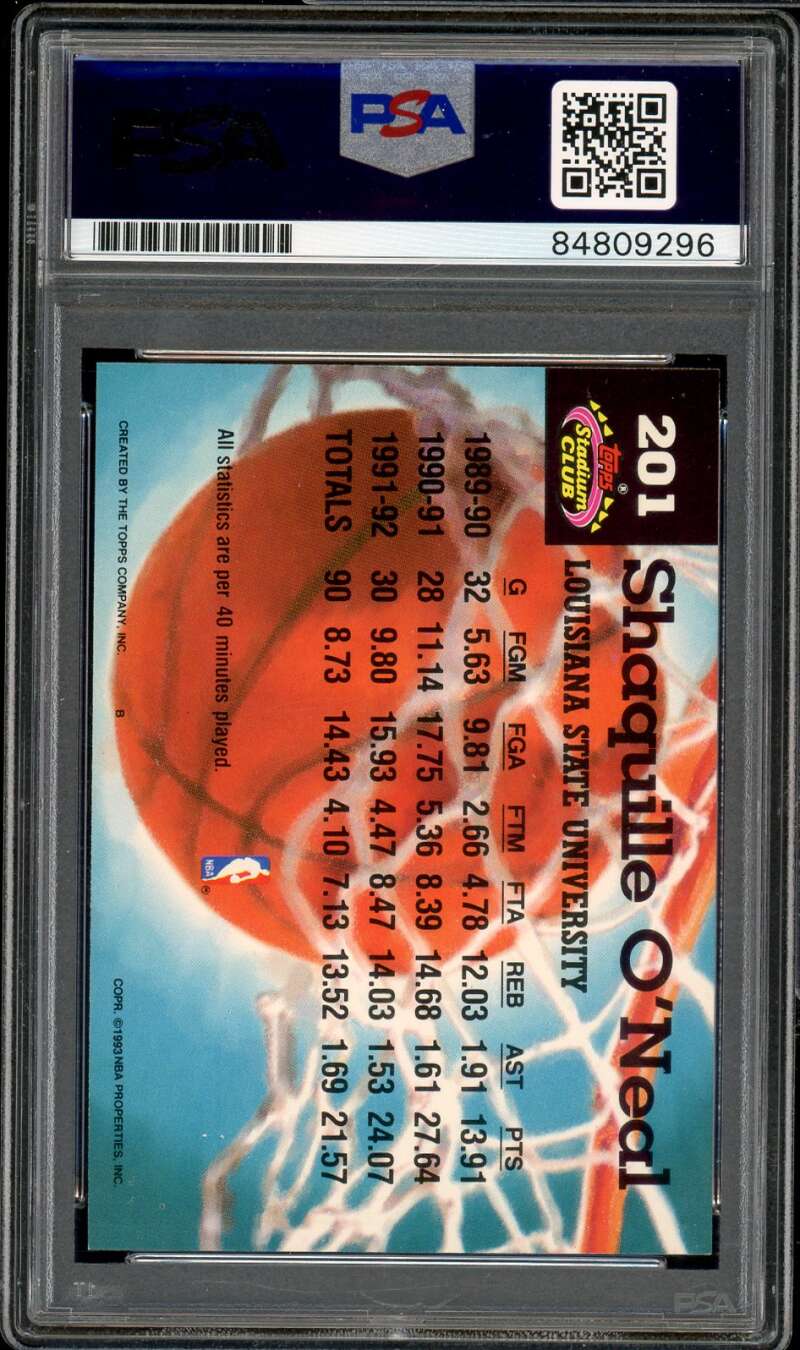 PSA
PSA
84809296
201
Topps®
Stadium
CLUB
Shaquille O'Neal
LOUISIANA STATE UNIVERSITY
G FGM FGA FTM FTA REB AST PTS
1989-90 32 5.63 9.81 2.66 4.78 12.03 1.91 13.91
1990-91 28 11.14 17.75 5.36 8.39 14.68 1.61 27.64
1991-92 30 9.80 15.93 4.47 8.47 14.03 1.53 24.07
TOTALS 90 8.73 14.43 4.10 7.13 13.52 1.69 21.57
All statistics are per 40 minutes played.
NBA ®
CREATED BY THE TOPPS COMPANY, INC. B COPR. ©1993 NBA PROPERTIES, INC.
PSA